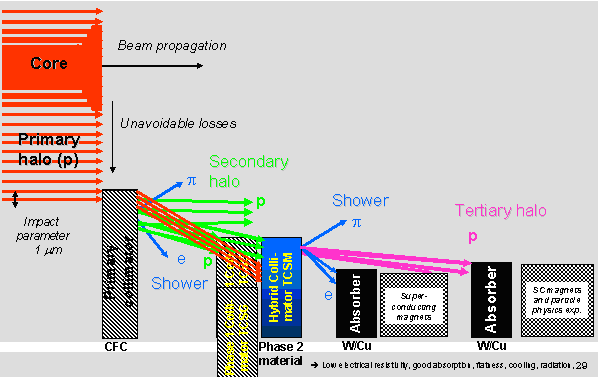 Core
Beam propagation
Unavoidable losses
Primary
halo (p)
Secondary
halo
π
p
Shower
π
Tertiary halo
p
Impact
parameter
1 μm
e
p
Shower
e
Primary
Hybrid Colli-
mator TCSM
Absorber
Super-
conducting
magnets
Absorber
SC magnets
and particle
physics exp.
CFC
Phase 2
material
W/Cu
W/Cu
➔ Low electrical resistivity, good absorption, flatness, cooling, radiation, 29